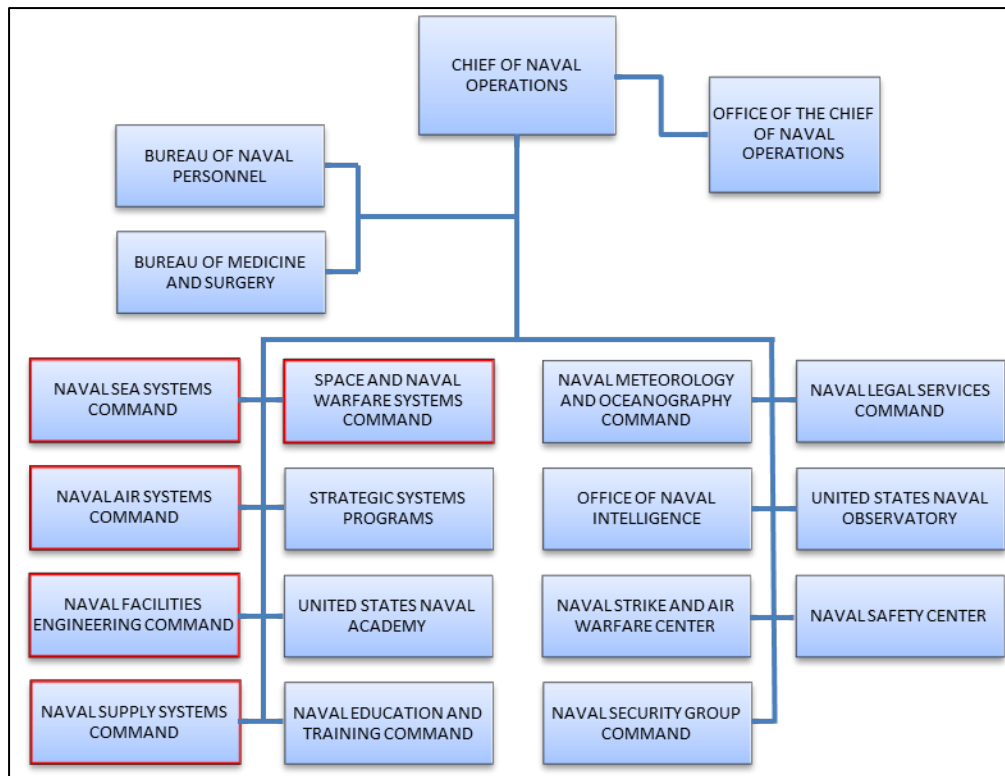 CHIEF OF NAVAL
OPERATIONS
OFFICE OF THE CHIEF
OF NAVAL
OPERATIONS
BUREAU OF NAVAL
PERSONNEL
BUREAU OF MEDICINE
AND SURGERY
NAVAL SEA SYSTEMS
COMMAND
SPACE AND NAVAL
WARFARE SYSTEMS
COMMAND
NAVAL METEOROLOGY
AND OCEANOGRAPHY
COMMAND
NAVAL LEGAL SERVICES
COMMAND
NAVAL AIR SYSTEMS
COMMAND
STRATEGIC SYSTEMS
PROGRAMS
OFFICE OF NAVAL
INTELLIGENCE
UNITED STATES NAVAL
OBSERVATORY
NAVAL FACILITIES
ENGINEERING COMMAND
UNITED STATES NAVAL
ACADEMY
NAVAL STRIKE AND AIR
WARFARE CENTER
NAVAL SAFETY CENTER
NAVAL SUPPLY SYSTEMS
COMMAND
NAVAL EDUCATION AND
TRAINING COMMAND
NAVAL SECURITY GROUP
COMMAND